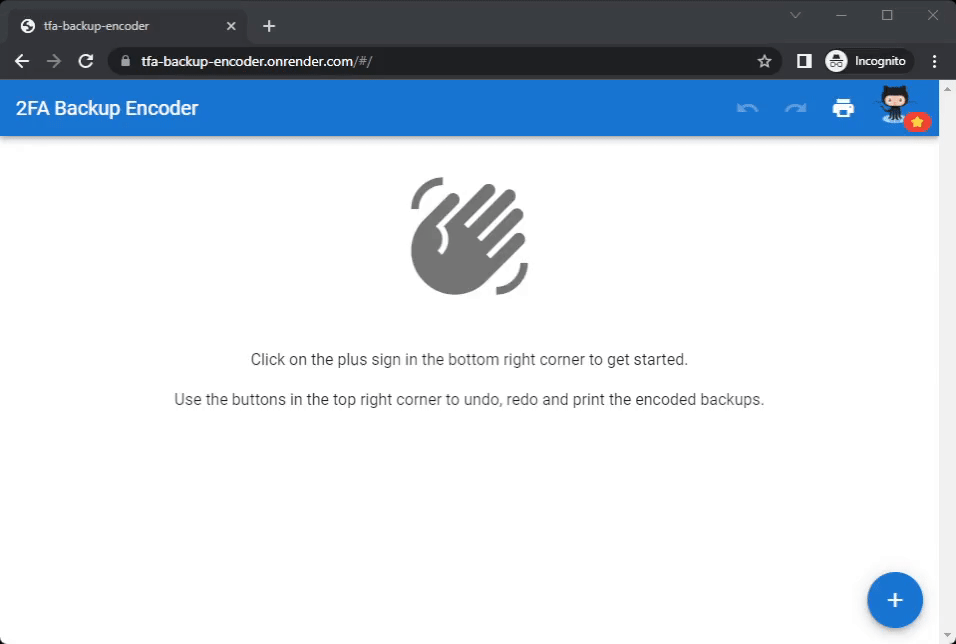 tfa-backup-encoder
tfa-backup-encoder.onrender.com/#/
Incognito
2FA Backup Encoder
Click on the plus sign in the bottom right corner to get started.
Use the buttons in the top right corner to undo, redo and print the encoded backups.